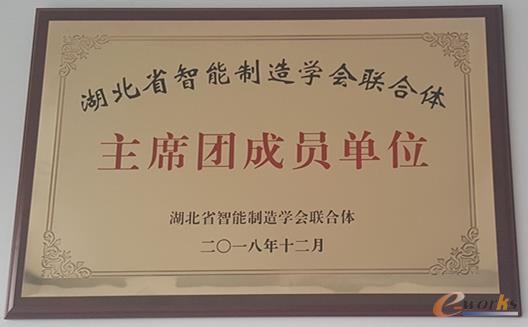 湖北省智能制造学会联合体
主席团成员单位
湖北省智能制造学会联合体
二〇一八年十二月
e-works